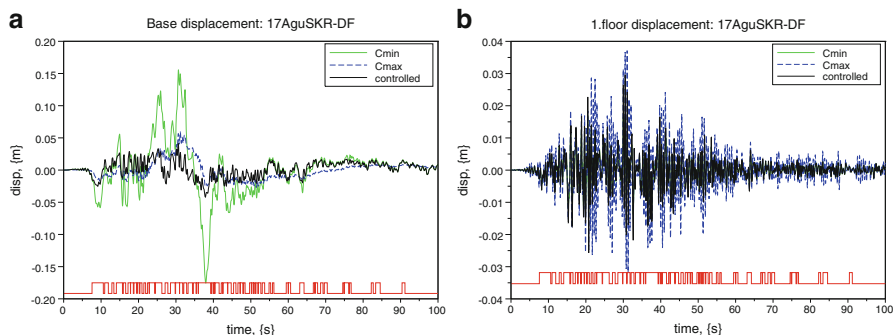 a
Base displacement: 17AguSKR-DF
Cmin
Cmax
controlled
disp, {m}
0.20
0.15
0.10
0.05
0.00
-0.05
-0.10
-0.15
-0.20
0 10 20 30 40 50 60 70 80 90 100
time, {s}
b
1.floor displacement: 17AguSKR-DF
Cmin
Cmax
controlled
disp, {m}
0.04
0.03
0.02
0.01
0.00
-0.01
-0.02
-0.03
-0.04
0 10 20 30 40 50 60 70 80 90 100
time, {s}